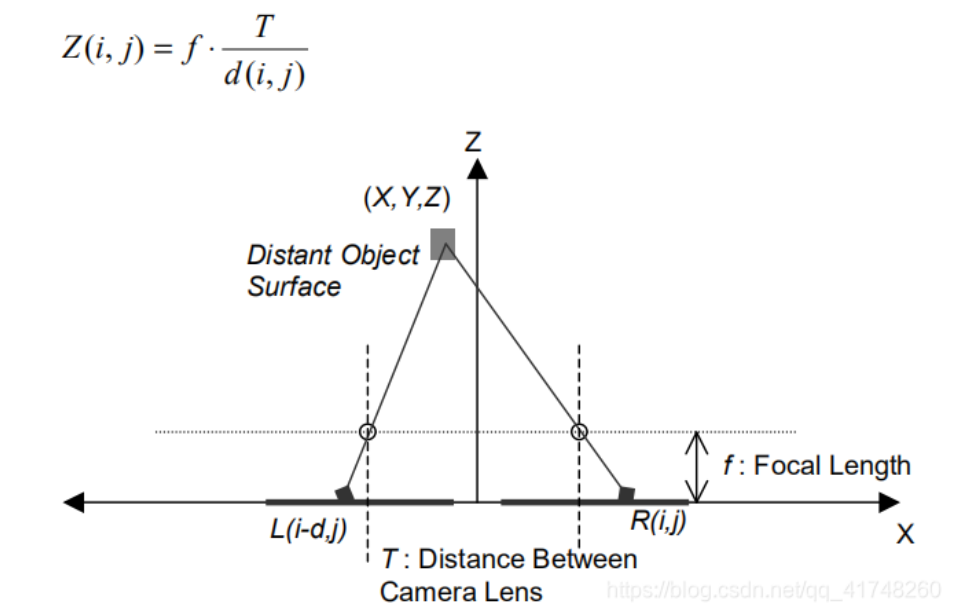 Z(i, j) = f · T / d(i, j)
Z
(X,Y,Z)
Distant Object
Surface
f : Focal Length
L(i-d,j)
R(i,j)
X
T : Distance Between
Camera Lens
https://blog.csdn.net/qq_41748260